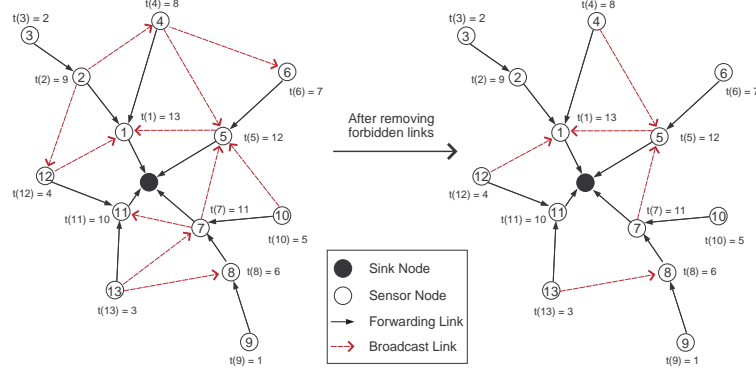 t(4) = 8
t(3) = 2
4
3
2
6
t(2) = 9
t(6) = 7
t(1) = 13
1
5
t(5) = 12
12
t(12) = 4
11
t(11) = 10
t(7) = 11
7
10
t(10) = 5
8
t(8) = 6
13
t(13) = 3
9
t(9) = 1
After removing
forbidden links
Sink Node
Sensor Node
Forwarding Link
Broadcast Link
t(4) = 8
t(3) = 2
4
3
2
6
t(2) = 9
t(6) = 7
t(1) = 13
1
5
t(5) = 12
12
t(12) = 4
11
t(11) = 10
t(7) = 11
7
10
t(10) = 5
8
t(8) = 6
13
t(13) = 3
9
t(9) = 1